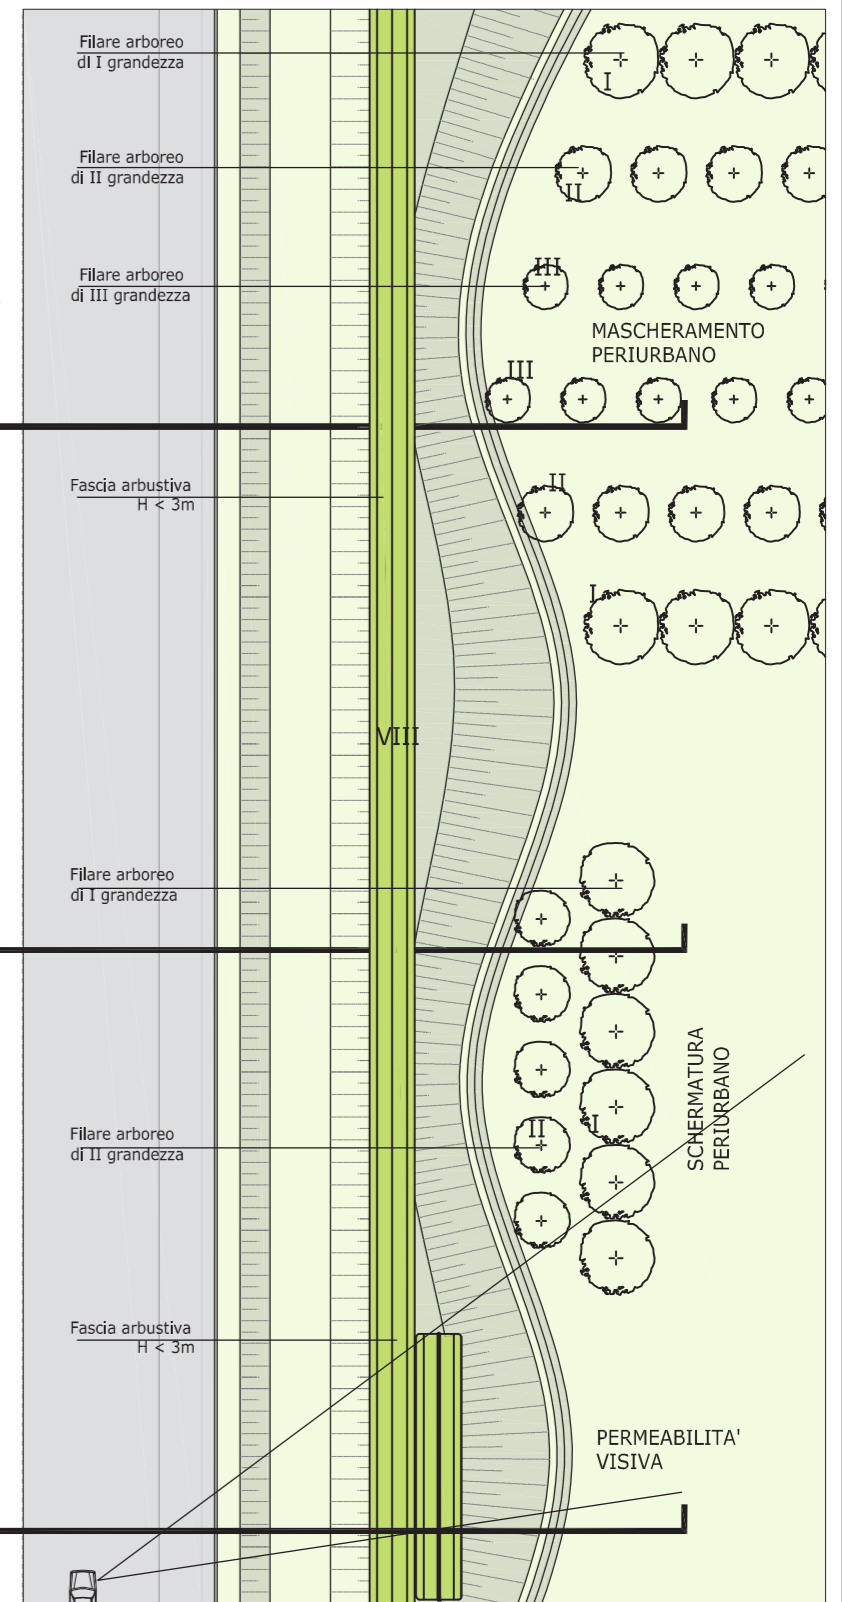 Filare arboreo
di I grandezza
I
Filare arboreo
di II grandezza
II
Filare arboreo
di III grandezza
III
MASCHERAMENTO
PERIURBANO
III
Fascia arbustiva
H < 3m
II
I
VIII
Filare arboreo
di I grandezza
SCHERMATURA
PERIURBANO
Filare arboreo
di II grandezza
II
I
Fascia arbustiva
H < 3m
PERMEABILITA'
VISIVA